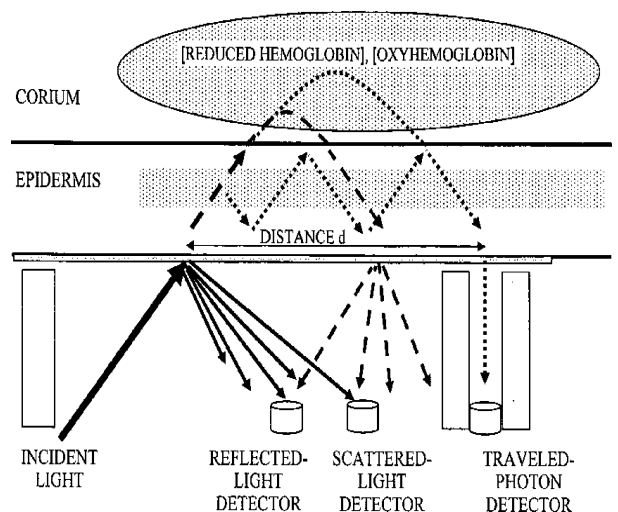 [REDUCED HEMOGLOBIN], [OXYHEMOGLOBIN]
CORIUM
EPIDERMIS
DISTANCE d
INCIDENT
LIGHT
REFLECTED-
LIGHT
DETECTOR
SCATTERED-
LIGHT
DETECTOR
TRAVELED-
PHOTON
DETECTOR